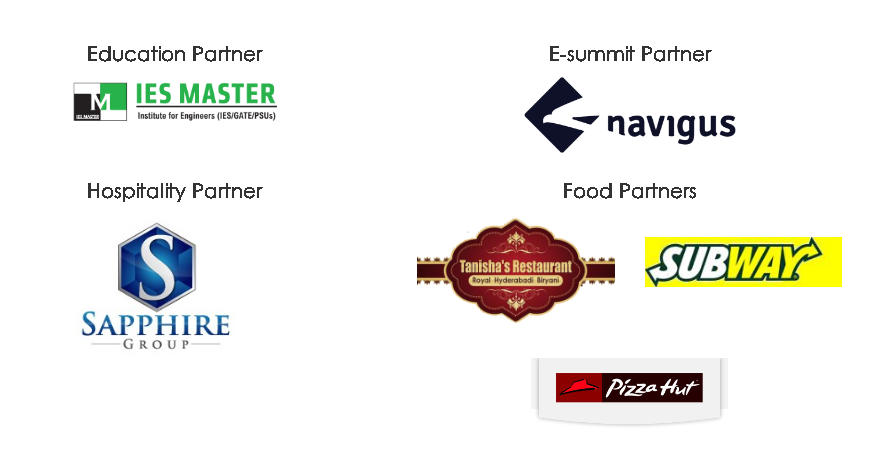 Education Partner
E-summit Partner
M IES MASTER
IES MASTER
Institute for Engineers (IES/GATE/PSUs)
navigus
Hospitality Partner
Food Partners
S
SAPPHIRE
GROUP
Tanisha's Restaurant
Royal Hyderabadi Biryani
SUBWAY
Pizza Hut